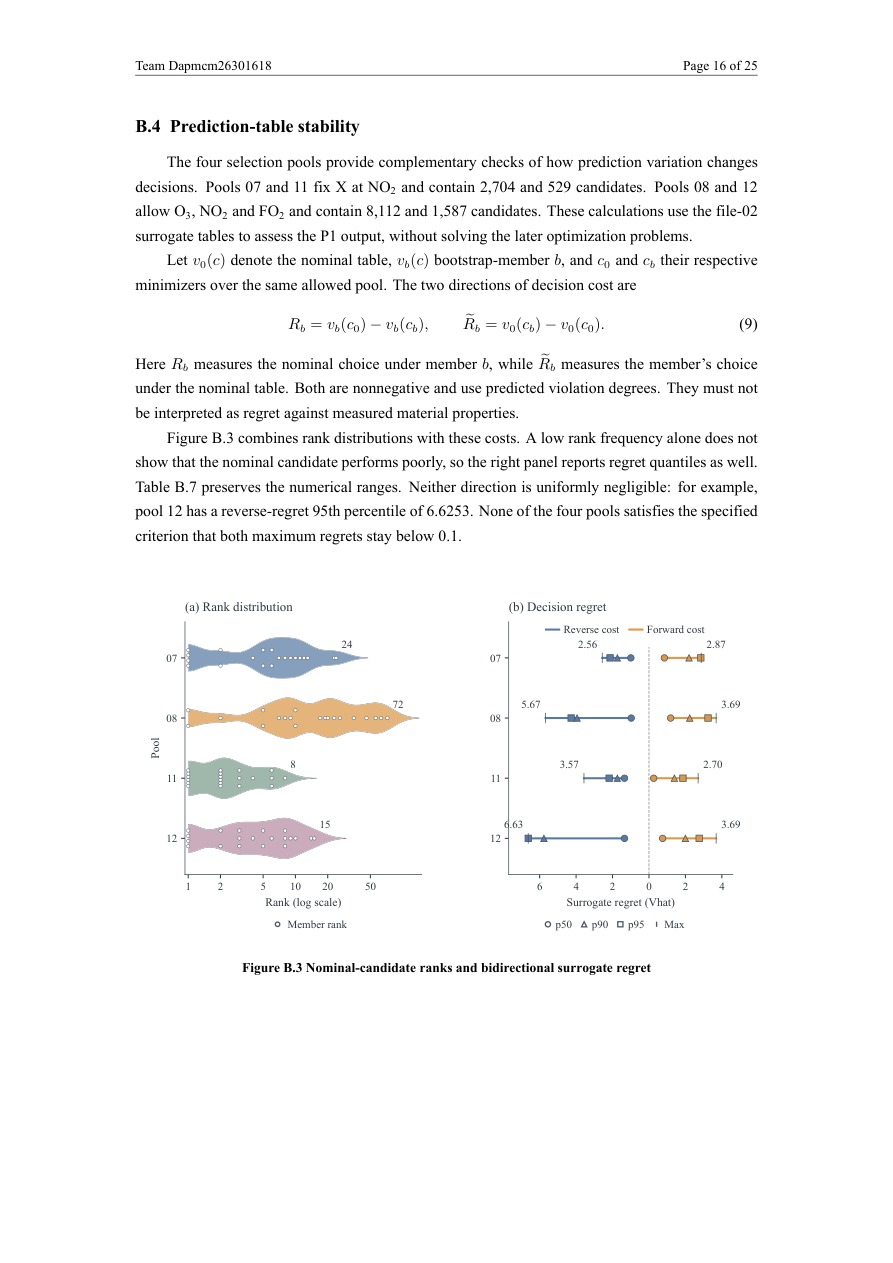 Team Dapmcm26301618 Page 16 of 25
B.4 Prediction-table stability
The four selection pools provide complementary checks of how prediction variation changes
decisions. Pools 07 and 11 fix X at NO₂ and contain 2,704 and 529 candidates. Pools 08 and 12
allow O₃, NO₂ and FO₂ and contain 8,112 and 1,587 candidates. These calculations use the file-02
surrogate tables to assess the P1 output, without solving the later optimization problems.
Let v₀(c) denote the nominal table, v_b(c) bootstrap-member b, and c₀ and c_b their respective
minimizers over the same allowed pool. The two directions of decision cost are
R_b = v_b(c₀) − v_b(c_b), R̃_b = v₀(c_b) − v₀(c₀). (9)
Here R_b measures the nominal choice under member b, while R̃_b measures the member’s choice
under the nominal table. Both are nonnegative and use predicted violation degrees. They must not
be interpreted as regret against measured material properties.
Figure B.3 combines rank distributions with these costs. A low rank frequency alone does not
show that the nominal candidate performs poorly, so the right panel reports regret quantiles as well.
Table B.7 preserves the numerical ranges. Neither direction is uniformly negligible: for example,
pool 12 has a reverse-regret 95th percentile of 6.6253. None of the four pools satisfies the specified
criterion that both maximum regrets stay below 0.1.
(a) Rank distribution
24
07
72
08
Pool
8
11
15
12
1 2 5 10 20 50
Rank (log scale)
Member rank
(b) Decision regret
Reverse cost Forward cost
2.56 2.87
07
5.67 3.69
08
3.57 2.70
11
6.63 3.69
12
6 4 2 0 2 4
Surrogate regret (Vhat)
p50 p90 p95 Max
Figure B.3 Nominal-candidate ranks and bidirectional surrogate regret